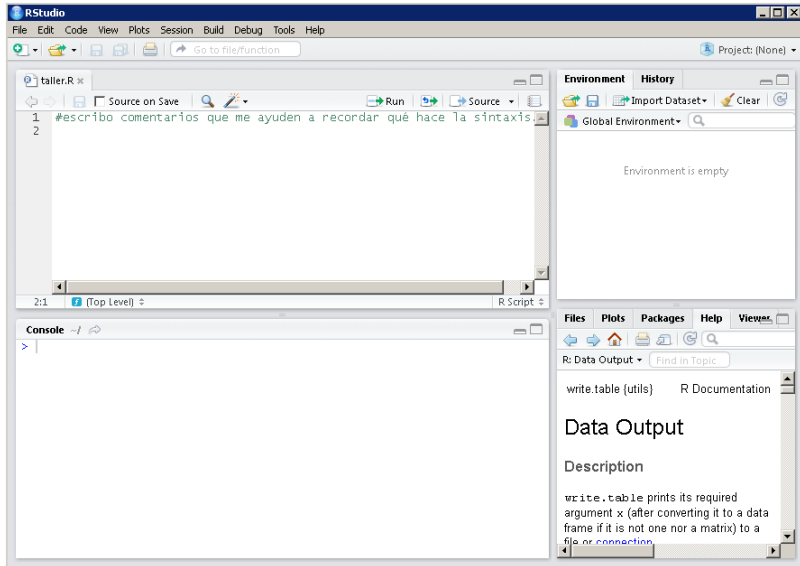 RStudio
File Edit Code View Plots Session Build Debug Tools Help
Go to file/function
Project: (None)
taller.R
Source on Save
Run
Source
1 #escribo comentarios que me ayuden a recordar qué hace la sintaxis.
2
2:1 (Top Level)
R Script
Console ~/
>
Environment History
Import Dataset
Clear
Global Environment
Environment is empty
Files Plots Packages Help Viewer
R: Data Output
Find in Topic
write.table {utils} R Documentation
Data Output
Description
write.table prints its required
argument x (after converting it to a data
frame if it is not one nor a matrix) to a
file or connection